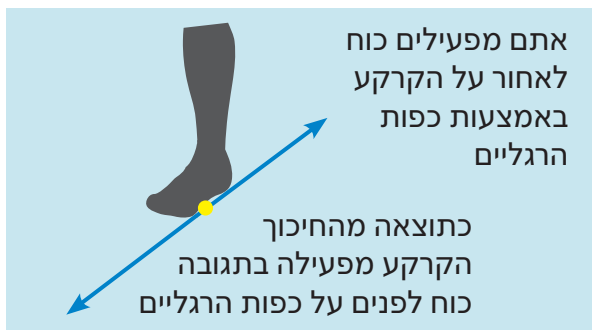 אתם מפעילים כוח
לאחור על הקרקע
באמצעות כפות
הרגליים
כתוצאה מהחיכוך
הקרקע מפעילה בתגובה
כוח לפנים על כפות הרגליים